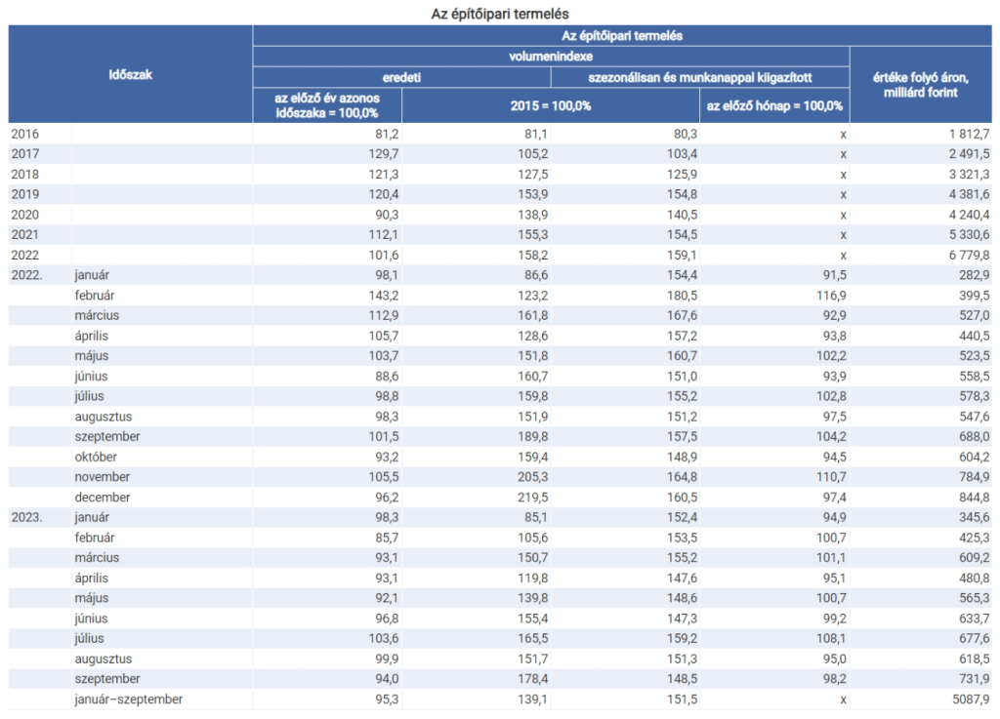 Az építőipari termelés
Időszak
Az építőipari termelés
volumenindexe
értéke folyó áron, milliárd forint
eredeti
szezonálisan és munkanappal kiigazított
az előző év azonos időszaka = 100,0%
2015 = 100,0%
az előző hónap = 100,0%
2016 81,2 81,1 80,3 x 1 812,7
2017 129,7 105,2 103,4 x 2 491,5
2018 121,3 127,5 125,9 x 3 321,3
2019 120,4 153,9 154,8 x 4 381,6
2020 90,3 138,9 140,5 x 4 240,4
2021 112,1 155,3 154,5 x 5 330,6
2022 101,6 158,2 159,1 x 6 779,8
2022. január 98,1 86,6 154,4 91,5 282,9
február 143,2 123,2 180,5 116,9 399,5
március 112,9 161,8 167,6 92,9 527,0
április 105,7 128,6 157,2 93,8 440,5
május 103,7 151,8 160,7 102,2 523,5
június 88,6 160,7 151,0 93,9 558,5
július 98,8 159,8 155,2 102,8 578,3
augusztus 98,3 151,9 151,2 97,5 547,6
szeptember 101,5 189,8 157,5 104,2 688,0
október 93,2 159,4 148,9 94,5 604,2
november 105,5 205,3 164,8 110,7 784,9
december 96,2 219,5 160,5 97,4 844,8
2023. január 98,3 85,1 152,4 94,9 345,6
február 85,7 105,6 153,5 100,7 425,3
március 93,1 150,7 155,2 101,1 609,2
április 93,1 119,8 147,6 95,1 480,8
május 92,1 139,8 148,6 100,7 565,3
június 96,8 155,4 147,3 99,2 633,7
július 103,6 165,5 159,2 108,1 677,6
augusztus 99,9 151,7 151,3 95,0 618,5
szeptember 94,0 178,4 148,5 98,2 731,9
január–szeptember 95,3 139,1 151,5 x 5087,9